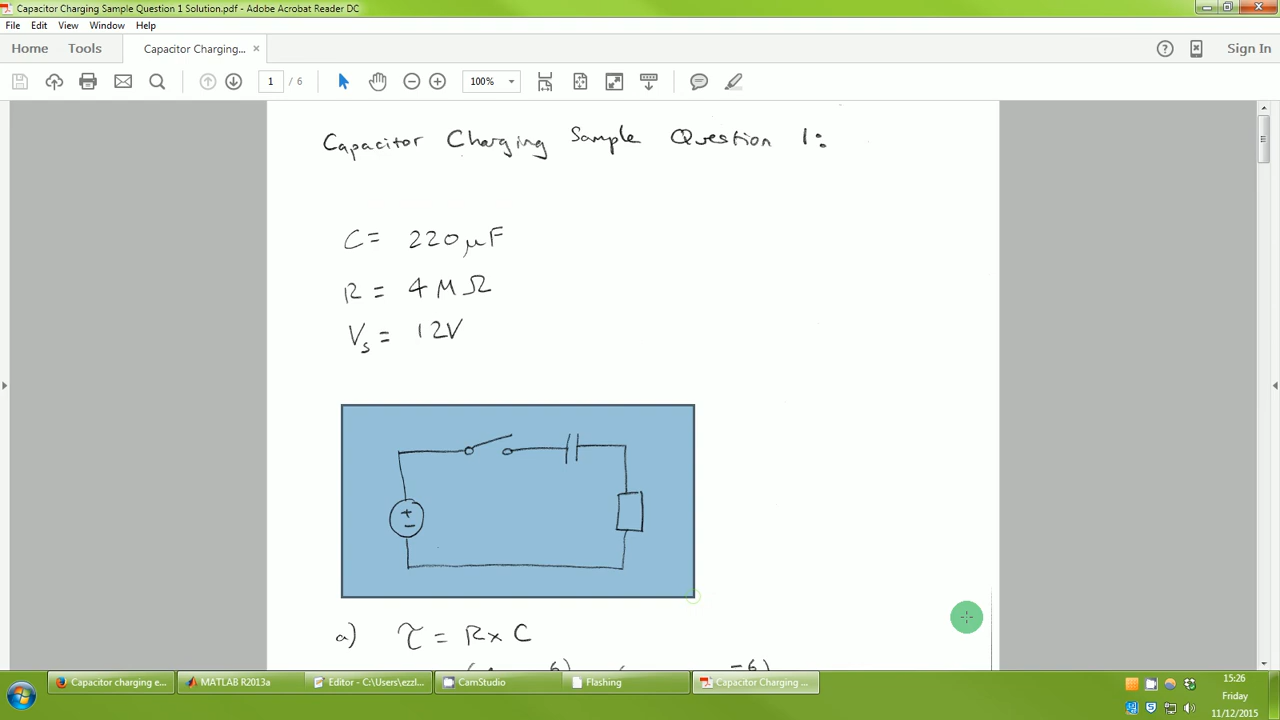 Capacitor Charging Sample Question 1 Solution.pdf - Adobe Acrobat Reader DC
File Edit View Window Help
Home Tools Capacitor Charging... × Sign In
1 / 6 100%
Capacitor Charging Sample Question 1:
C = 220μF
R = 4MΩ
Vs = 12V
+
−
a) τ = R × C
Capacitor charging e... MATLAB R2013a Editor - C:\Users\ezzl... CamStudio Flashing Capacitor Charging ...
15:26
Friday
11/12/2015